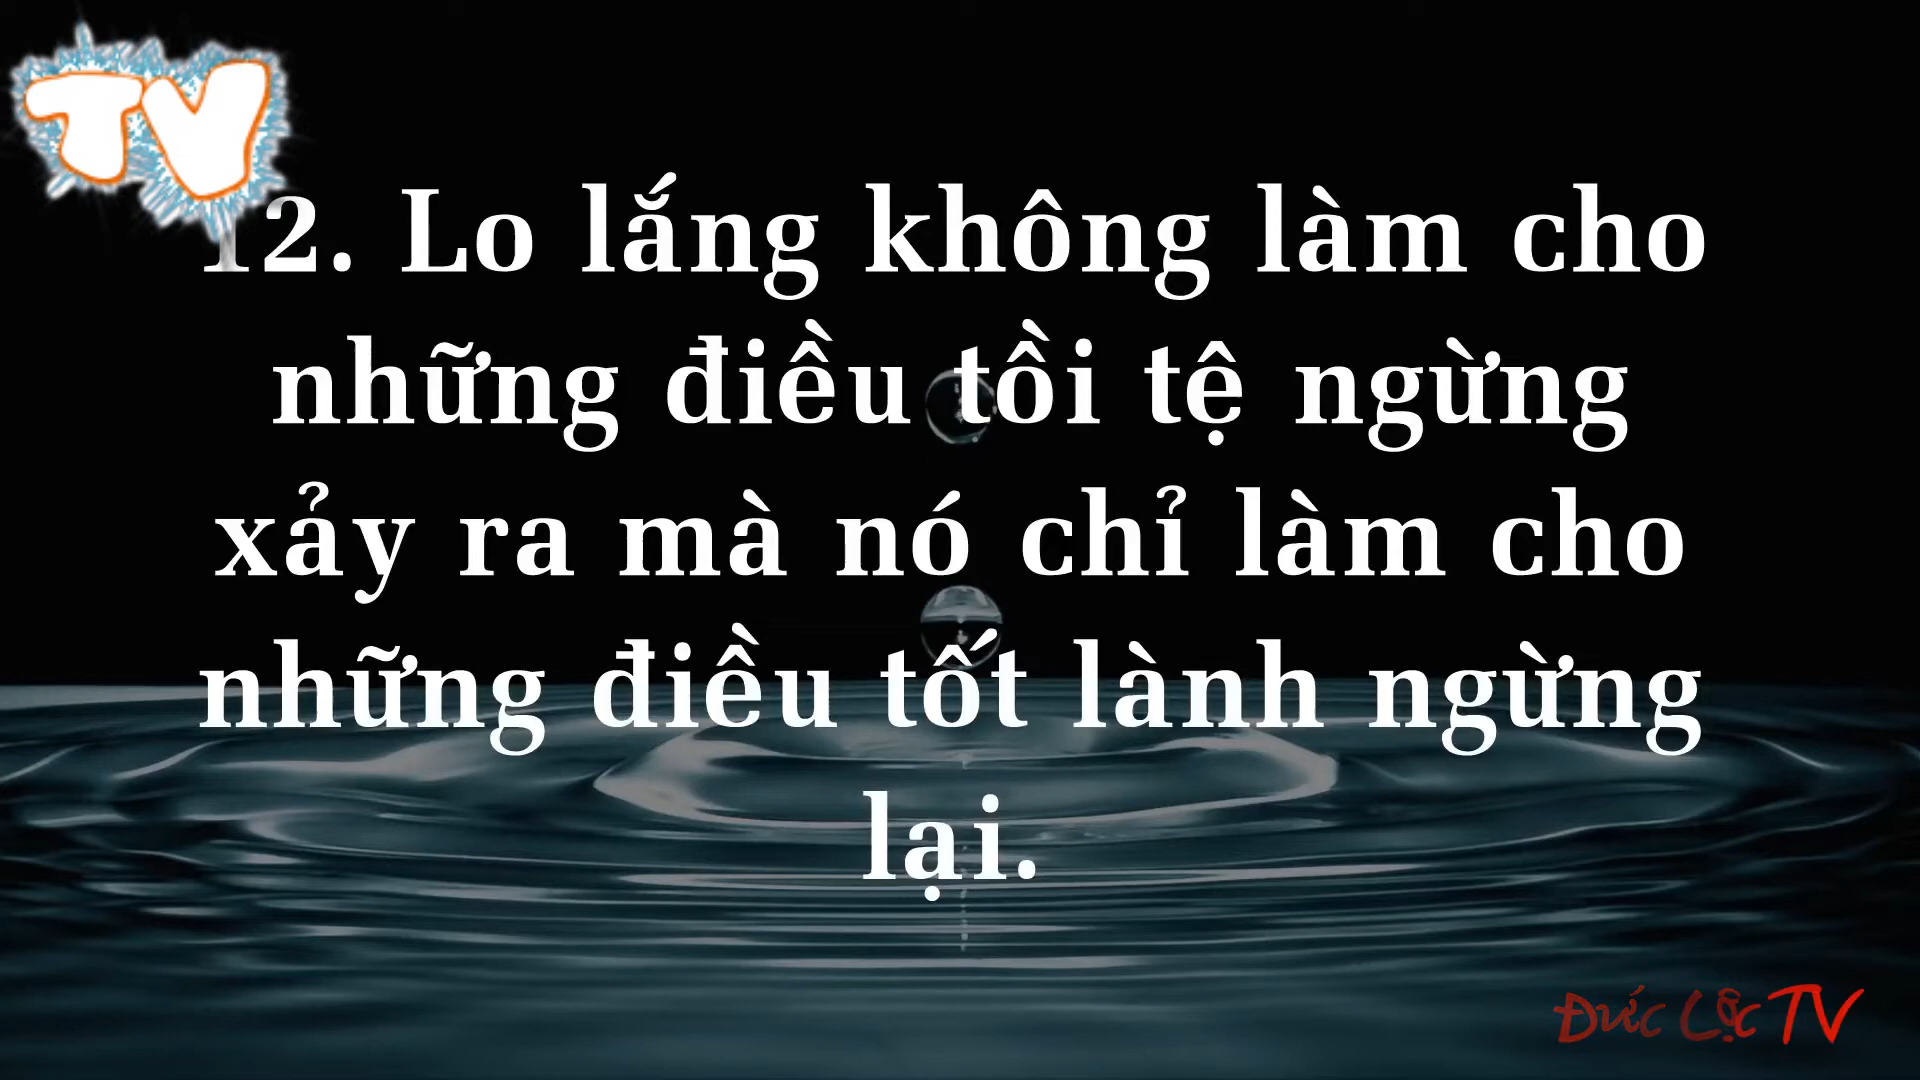 TV
12. Lo lắng không làm cho
những điều tồi tệ ngừng
xảy ra mà nó chỉ làm cho
những điều tốt lành ngừng
lại.
Đức Lộc TV